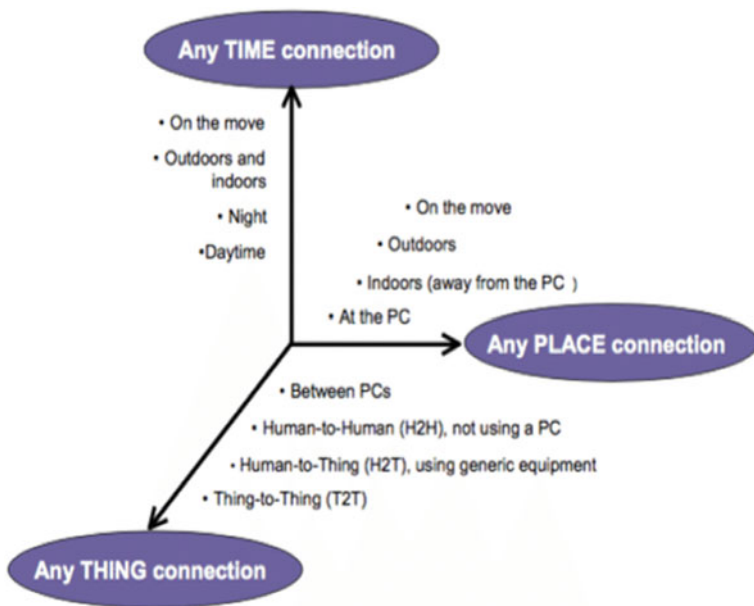 Any TIME connection
• On the move
• Outdoors and
indoors
• Night
•Daytime
• On the move
• Outdoors
• Indoors (away from the PC )
• At the PC
Any PLACE connection
• Between PCs
• Human-to-Human (H2H), not using a PC
• Human-to-Thing (H2T), using generic equipment
• Thing-to-Thing (T2T)
Any THING connection